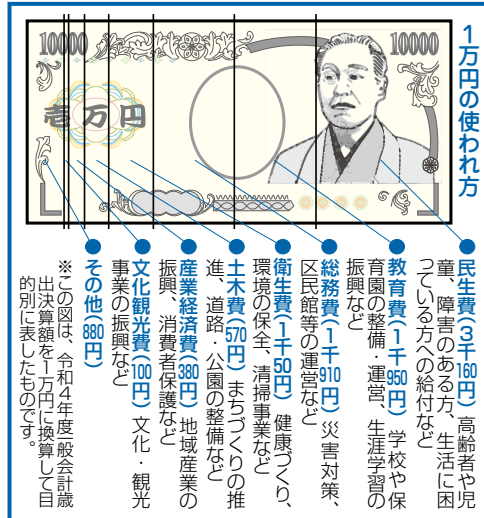 1万円の使われ方
10000
10000
壱万円
●民生費(3千160円) 高齢者や児
童、障害のある方、生活に困
っている方への給付など
●教育費(1千950円) 学校や保
育園の整備・運営、生涯学習の
振興など
●総務費(1千910円) 災害対策、
区民館等の運営など
●衛生費(1千50円) 健康づくり、
環境の保全、清掃事業など
●土木費(570円) まちづくりの推
進、道路・公園の整備など
●産業経済費(380円) 地域産業の
振興、消費者保護など
●文化観光費(100円) 文化・観光
事業の振興など
●その他(880円)
※この図は、令和4年度一般会計歳
出決算額を1万円に換算して目
的別に表したものです。